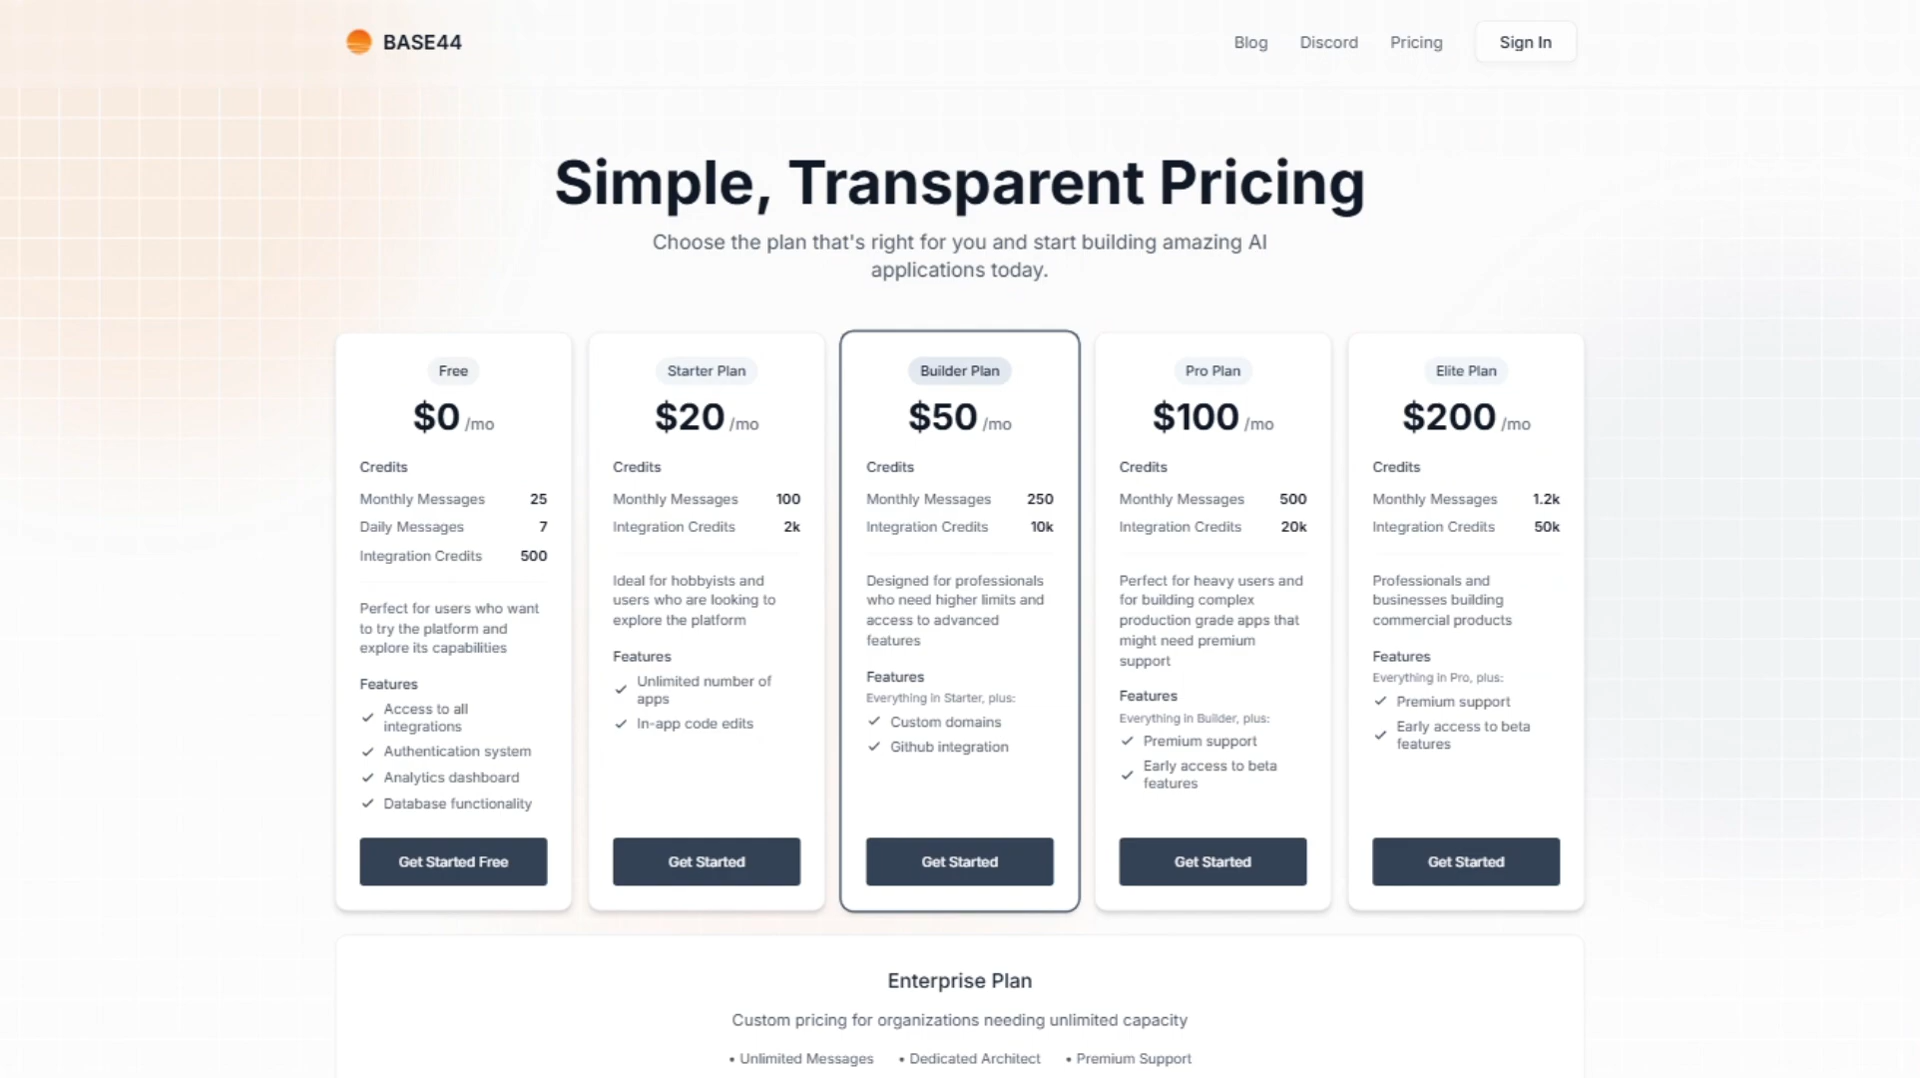 BASE44
Blog
Discord
Pricing
Sign In
Simple, Transparent Pricing
Choose the plan that's right for you and start building amazing AI
applications today.
Free
$0 /mo
Credits
Monthly Messages 25
Daily Messages 7
Integration Credits 500
Perfect for users who want
to try the platform and
explore its capabilities
Features
Access to all
integrations
Authentication system
Analytics dashboard
Database functionality
Get Started Free
Starter Plan
$20 /mo
Credits
Monthly Messages 100
Integration Credits 2k
Ideal for hobbyists and
users who are looking to
explore the platform
Features
Unlimited number of
apps
In-app code edits
Get Started
Builder Plan
$50 /mo
Credits
Monthly Messages 250
Integration Credits 10k
Designed for professionals
who need higher limits and
access to advanced
features
Features
Everything in Starter, plus:
Custom domains
Github integration
Get Started
Pro Plan
$100 /mo
Credits
Monthly Messages 500
Integration Credits 20k
Perfect for heavy users and
for building complex
production grade apps that
might need premium
support
Features
Everything in Builder, plus:
Premium support
Early access to beta
features
Get Started
Elite Plan
$200 /mo
Credits
Monthly Messages 1.2k
Integration Credits 50k
Professionals and
businesses building
commercial products
Features
Everything in Pro, plus:
Premium support
Early access to beta
features
Get Started
Enterprise Plan
Custom pricing for organizations needing unlimited capacity
• Unlimited Messages • Dedicated Architect • Premium Support